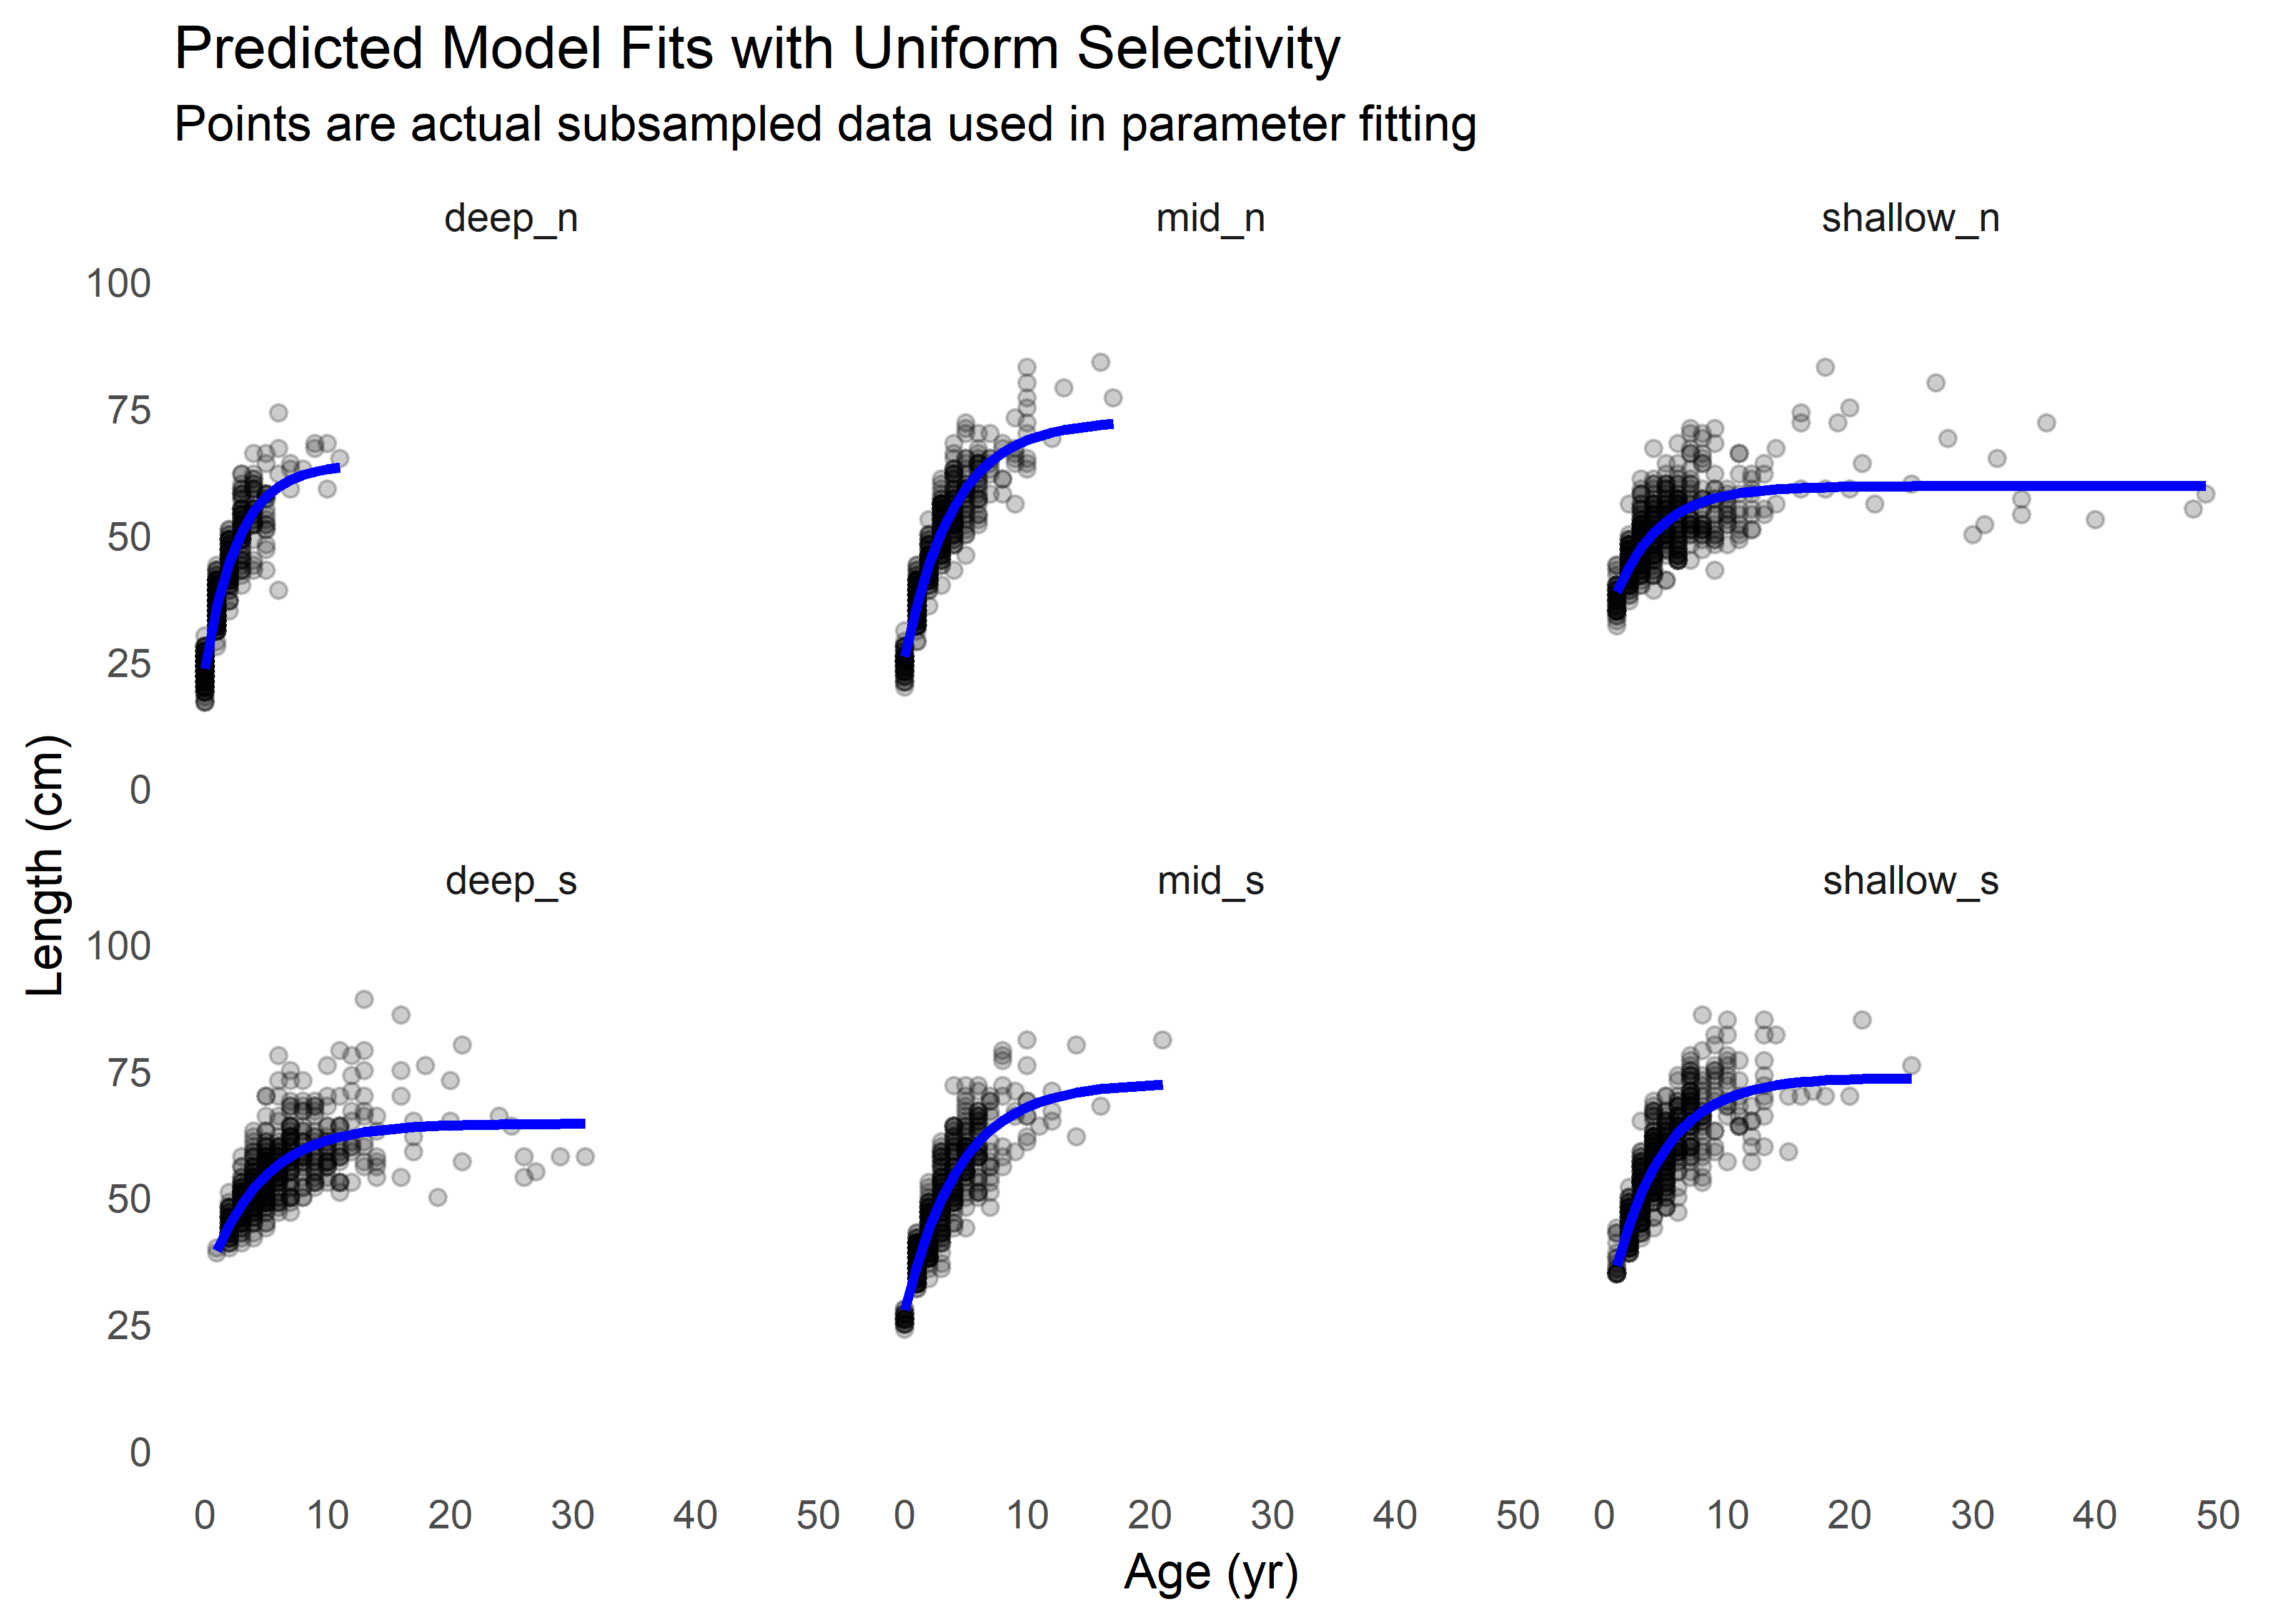 Predicted Model Fits with Uniform Selectivity
Points are actual subsampled data used in parameter fitting
deep_n
mid_n
shallow_n
100
75
50
25
0
Length (cm)
deep_s
mid_s
shallow_s
100
75
50
25
0
0 10 20 30 40 50 0 10 20 30 40 50 0 10 20 30 40 50
Age (yr)